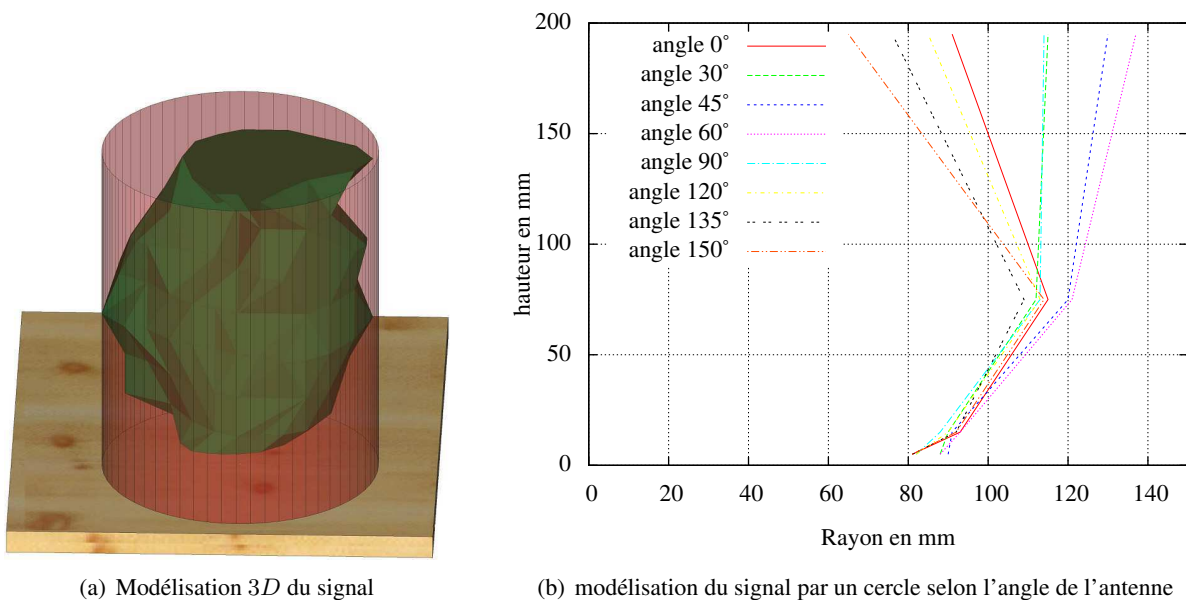 200
150
100
50
0
hauteur en mm
angle 0°
angle 30°
angle 45°
angle 60°
angle 90°
angle 120°
angle 135°
angle 150°
0 20 40 60 80 100 120 140
Rayon en mm
(a) Modélisation 3D du signal
(b) modélisation du signal par un cercle selon l'angle de l'antenne